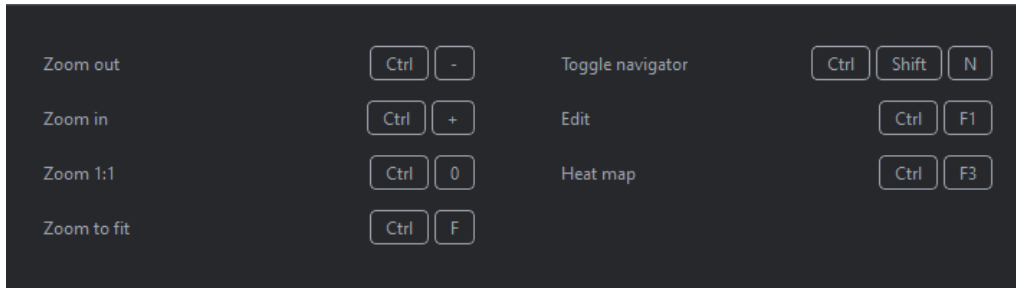 Zoom out Ctrl -
Zoom in Ctrl +
Zoom 1:1 Ctrl 0
Zoom to fit Ctrl F
Toggle navigator Ctrl Shift N
Edit Ctrl F1
Heat map Ctrl F3